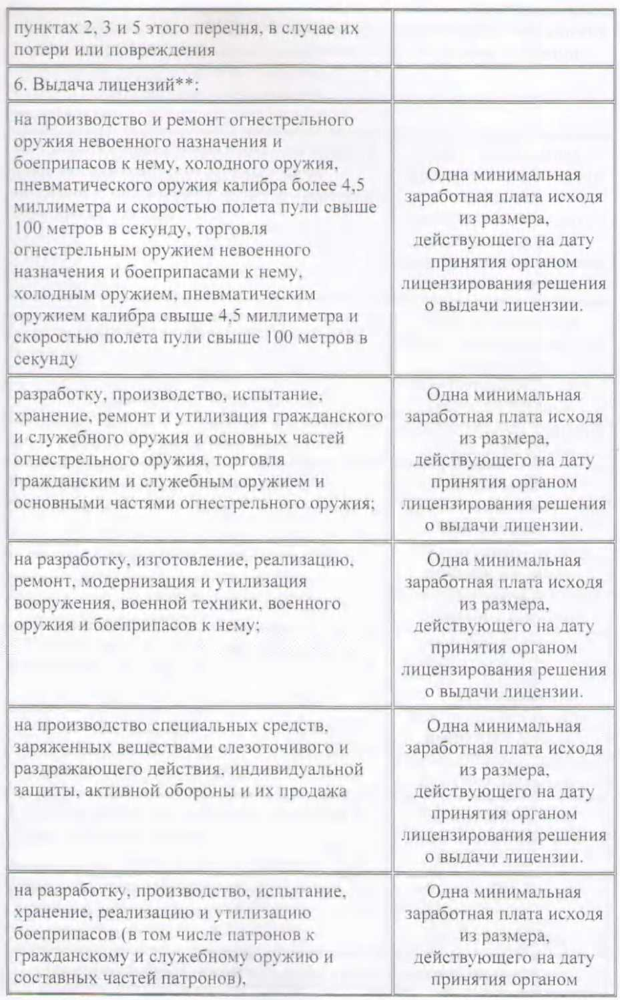 пунктах 2, 3 и 5 этого перечня, в случае их
потери или повреждения
6. Выдача лицензий**:
на производство и ремонт огнестрельного
оружия невоенного назначения и
боеприпасов к нему, холодного оружия,
пневматического оружия калибра более 4,5
миллиметра и скоростью полета пули свыше
100 метров в секунду, торговля
огнестрельным оружием невоенного
назначения и боеприпасами к нему,
холодным оружием, пневматическим
оружием калибра свыше 4,5 миллиметра и
скоростью полета пули свыше 100 метров в
секунду
Одна минимальная
заработная плата исходя
из размера,
действующего на дату
принятия органом
лицензирования решения
о выдачи лицензии.
разработку, производство, испытание,
хранение, ремонт и утилизация гражданского
и служебного оружия и основных частей
огнестрельного оружия, торговля
гражданским и служебным оружием и
основными частями огнестрельного оружия;
Одна минимальная
заработная плата исходя
из размера,
действующего на дату
принятия органом
лицензирования решения
о выдачи лицензии.
на разработку, изготовление, реализацию,
ремонт, модернизация и утилизация
вооружения, военной техники, военного
оружия и боеприпасов к нему;
Одна минимальная
заработная плата исходя
из размера,
действующего на дату
принятия органом
лицензирования решения
о выдачи лицензии.
на производство специальных средств,
заряженных веществами слезоточивого и
раздражающего действия, индивидуальной
защиты, активной обороны и их продажа
Одна минимальная
заработная плата исходя
из размера,
действующего на дату
принятия органом
лицензирования решения
о выдачи лицензии.
на разработку, производство, испытание,
хранение, реализацию и утилизацию
боеприпасов (в том числе патронов к
гражданскому и служебному оружию и
составных частей патронов),
Одна минимальная
заработная плата исходя
из размера,
действующего на дату
принятия органом